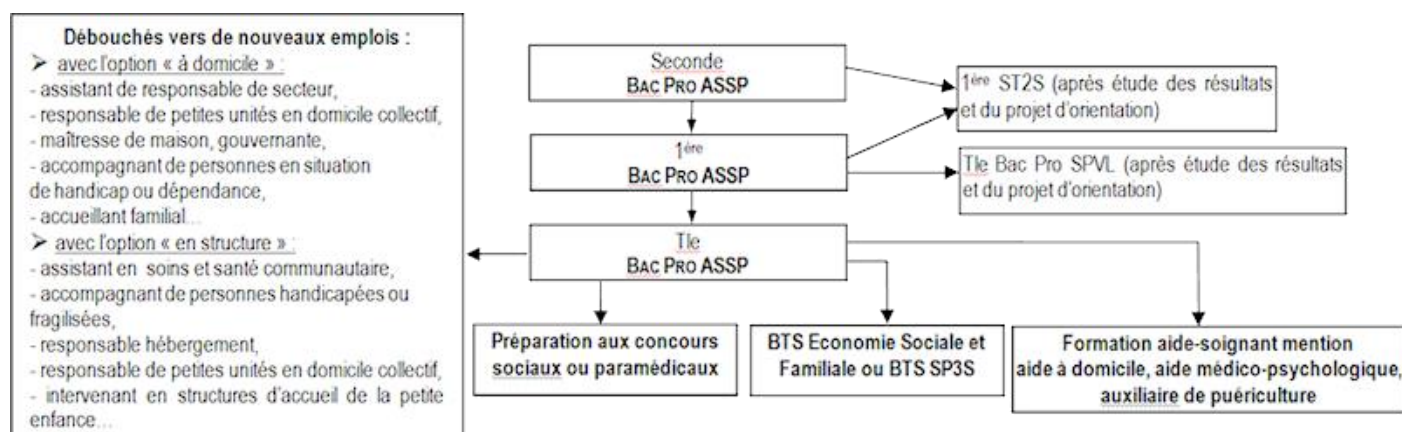 Débouchés vers de nouveaux emplois :
➢ avec l'option « à domicile » :
- assistant de responsable de secteur,
- responsable de petites unités en domicile collectif,
- maîtresse de maison, gouvernante,
- accompagnant de personnes en situation
de handicap ou dépendance,
- accueillant familial...
➢ avec l'option « en structure » :
- assistant en soins et santé communautaire,
- accompagnant de personnes handicapées ou
fragilisées,
- responsable hébergement,
- responsable de petites unités en domicile collectif,
- intervenant en structures d'accueil de la petite
enfance...
Seconde
BAC PRO ASSP
1ère
BAC PRO ASSP
Tle
BAC PRO ASSP
1ère ST2S (après étude des résultats
et du projet d'orientation)
Tle Bac Pro SPVL (après étude des résultats
et du projet d'orientation)
Préparation aux concours
sociaux ou paramédicaux
BTS Economie Sociale et
Familiale ou BTS SP3S
Formation aide-soignant mention
aide à domicile, aide médico-psychologique,
auxiliaire de puériculture